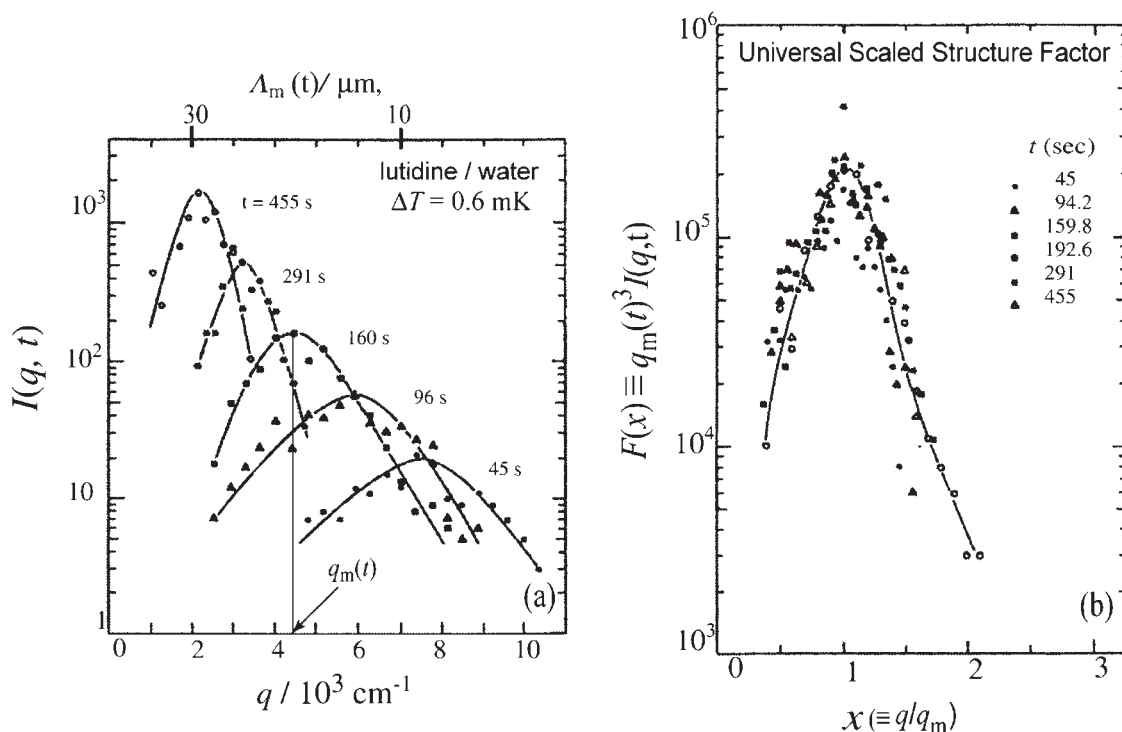 Λm (t)/ μm,
30 10
lutidine / water
ΔT = 0.6 mK
10³
10²
10
1
I(q, t)
t = 455 s
291 s
160 s
96 s
45 s
qm(t)
(a)
0 2 4 6 8 10
q / 10³ cm⁻¹
10⁶
10⁵
10⁴
10³
Universal Scaled Structure Factor
F(x) ≡ qm(t)³I(q,t)
t (sec)
45
94.2
159.8
192.6
291
455
(b)
0 1 2 3
x (≡ q/qm)